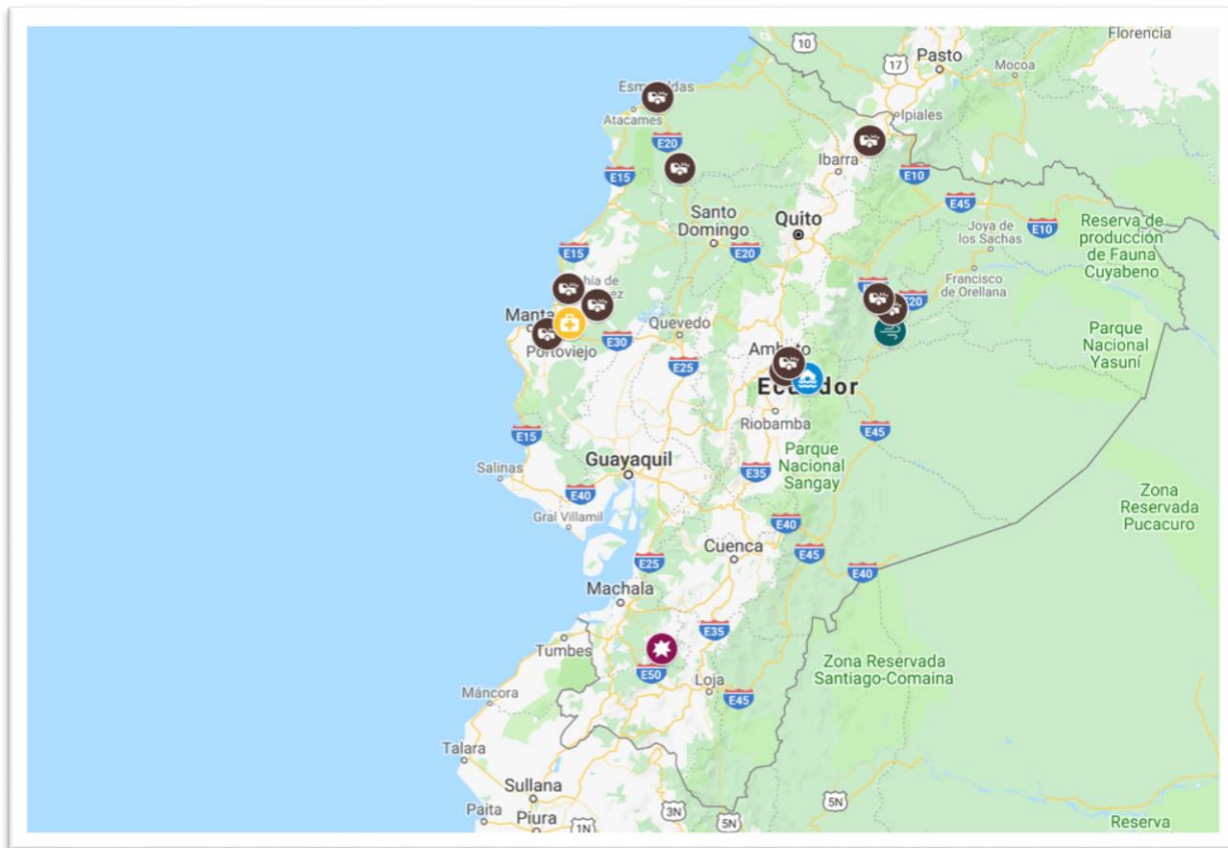 Florencia
10
Pasto
17
Mocoa
Atacames
Ipiales
E20
Ibarra
E15
E10
Santo
Domingo
Quito
E45
Reserva de
producción
de Fauna
Cuyabeno
Joya de
los Sachas
E10
E15
E20
Francisco
de Orellana
Manta
Quevedo
Portoviejo
E30
E25
Parque
Nacional
Yasuní
E15
Riobamba
E45
Parque
Nacional
Sangay
Guayaquil
Salinas
E35
E40
Gral Villamil
Zona
Reservada
Pucacuro
E40
Cuenca
E45
E25
E40
Machala
E35
Tumbes
Zona Reservada
Santiago-Comaina
E50
Loja
Máncora
E45
Talara
Sullana
Paita
Piura
1N
3N
5N
5N
Reserva